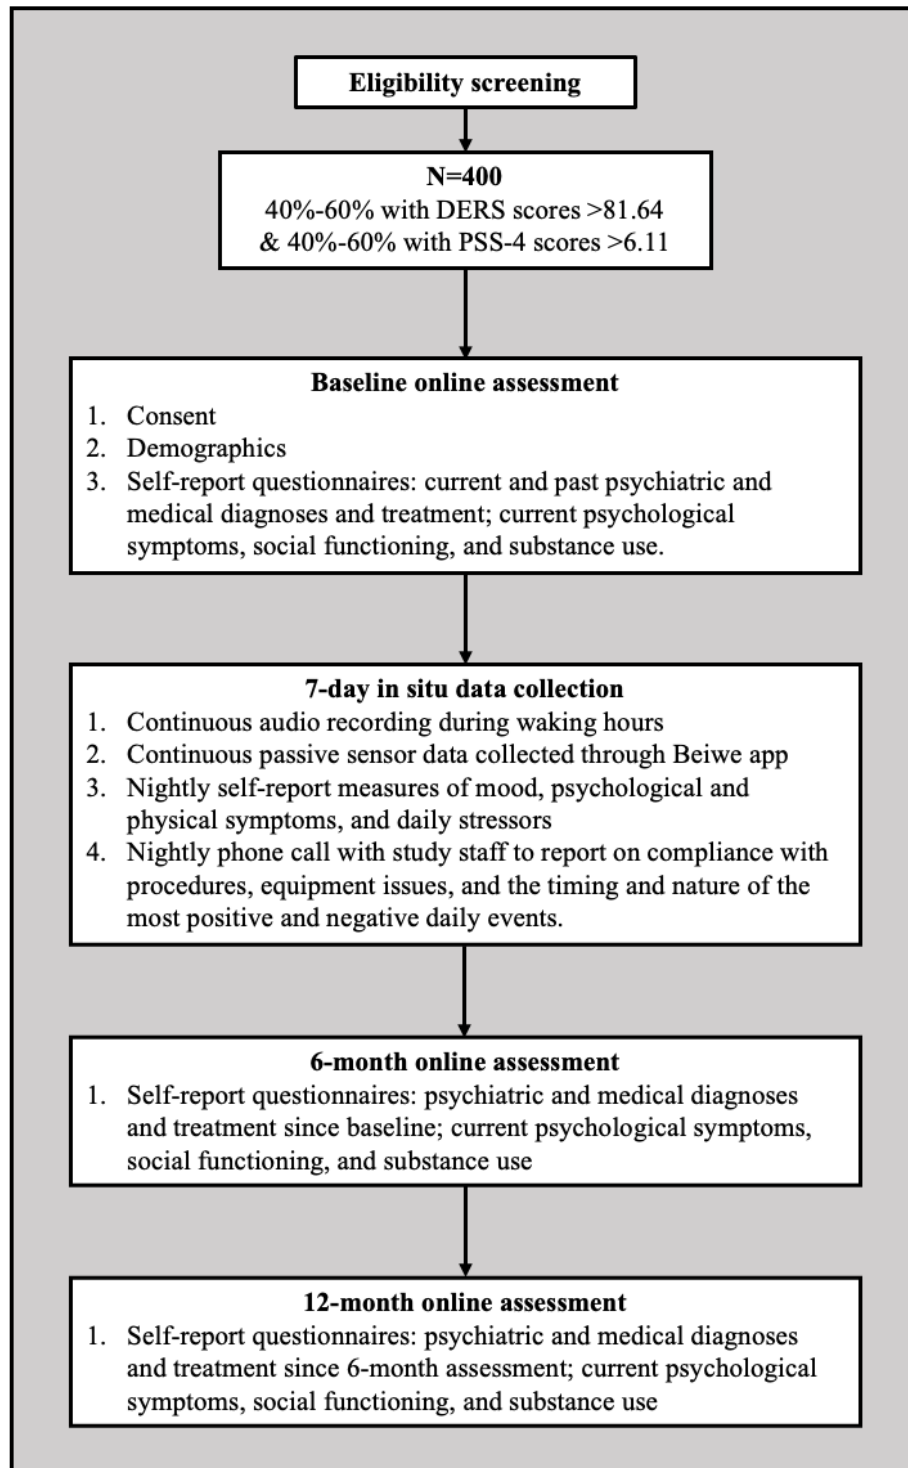 Eligibility screening
N=400
40%-60% with DERS scores >81.64
& 40%-60% with PSS-4 scores >6.11
Baseline online assessment
1. Consent
2. Demographics
3. Self-report questionnaires: current and past psychiatric and
medical diagnoses and treatment; current psychological
symptoms, social functioning, and substance use.
7-day in situ data collection
1. Continuous audio recording during waking hours
2. Continuous passive sensor data collected through Beiwe app
3. Nightly self-report measures of mood, psychological and
physical symptoms, and daily stressors
4. Nightly phone call with study staff to report on compliance with
procedures, equipment issues, and the timing and nature of the
most positive and negative daily events.
6-month online assessment
1. Self-report questionnaires: psychiatric and medical diagnoses
and treatment since baseline; current psychological symptoms,
social functioning, and substance use
12-month online assessment
1. Self-report questionnaires: psychiatric and medical diagnoses
and treatment since 6-month assessment; current psychological
symptoms, social functioning, and substance use